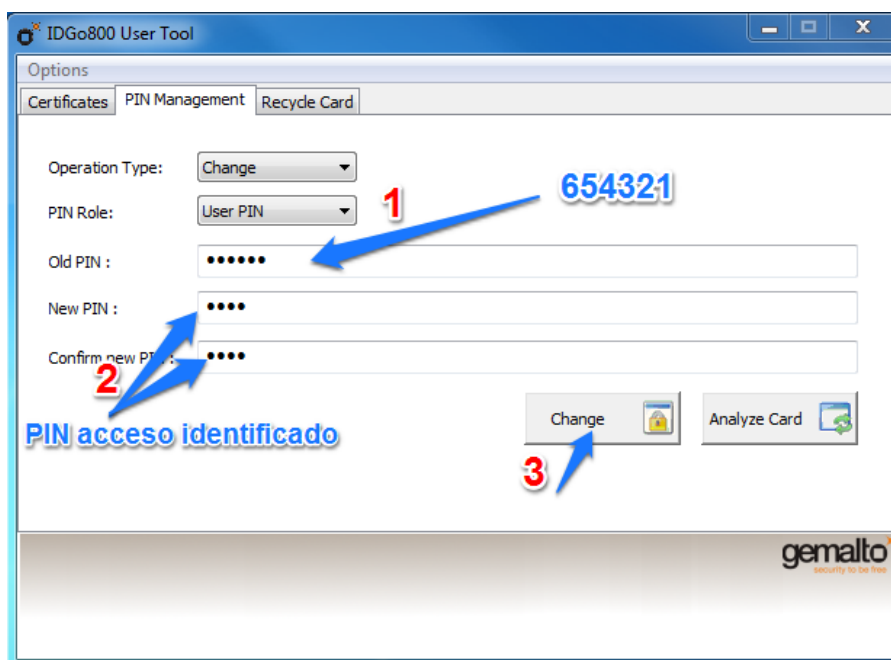 IDGo800 User Tool
Options
Certificates PIN Management Recycle Card
Operation Type: Change
PIN Role: User PIN 1 654321
Old PIN : ••••••
New PIN : ••••
Confirm new PIN : ••••
2
PIN acceso identificado
Change Analyze Card
3
gemalto
security to be free